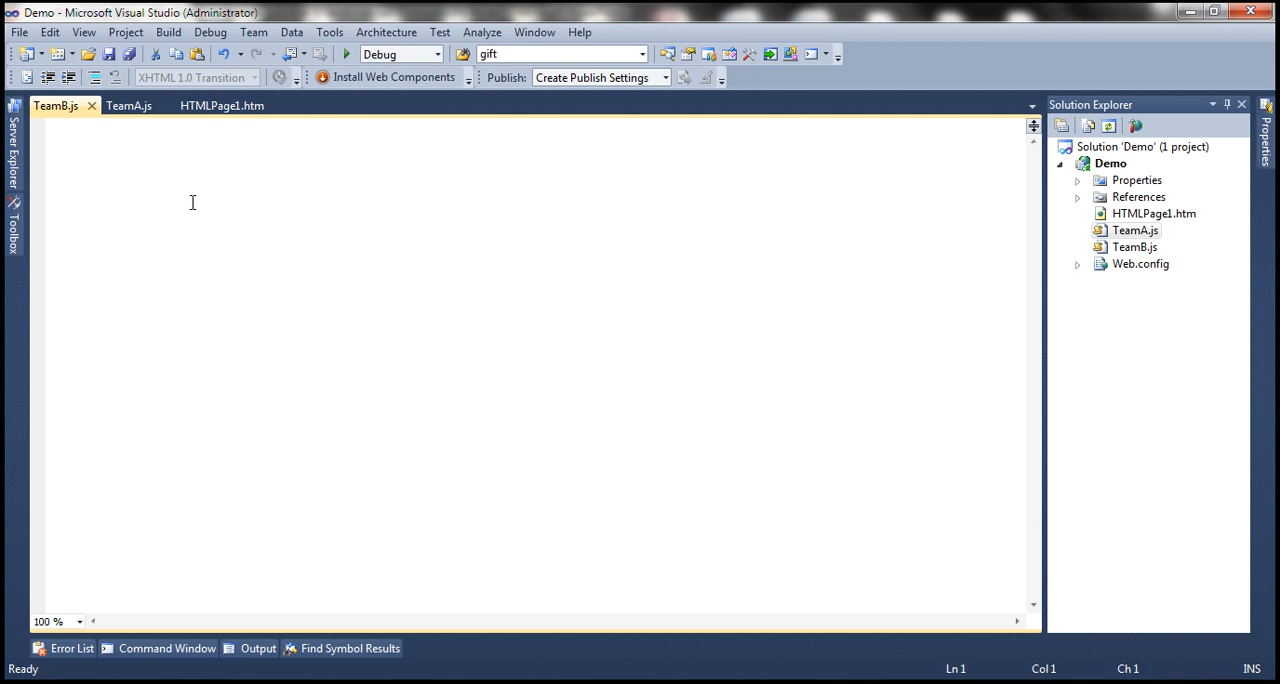 Demo - Microsoft Visual Studio (Administrator)
File Edit View Project Build Debug Team Data Tools Architecture Test Analyze Window Help
Debug gift
XHTML 1.0 Transition Install Web Components Publish: Create Publish Settings
TeamB.js TeamA.js HTMLPage1.htm
Server Explorer
Toolbox
Solution Explorer
Solution 'Demo' (1 project)
Demo
Properties
References
HTMLPage1.htm
TeamA.js
TeamB.js
Web.config
Properties
100 %
Error List Command Window Output Find Symbol Results
Ready Ln 1 Col 1 Ch 1 INS